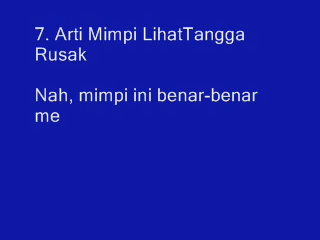 7. Arti Mimpi LihatTangga
Rusak
Nah, mimpi ini benar-benar
me